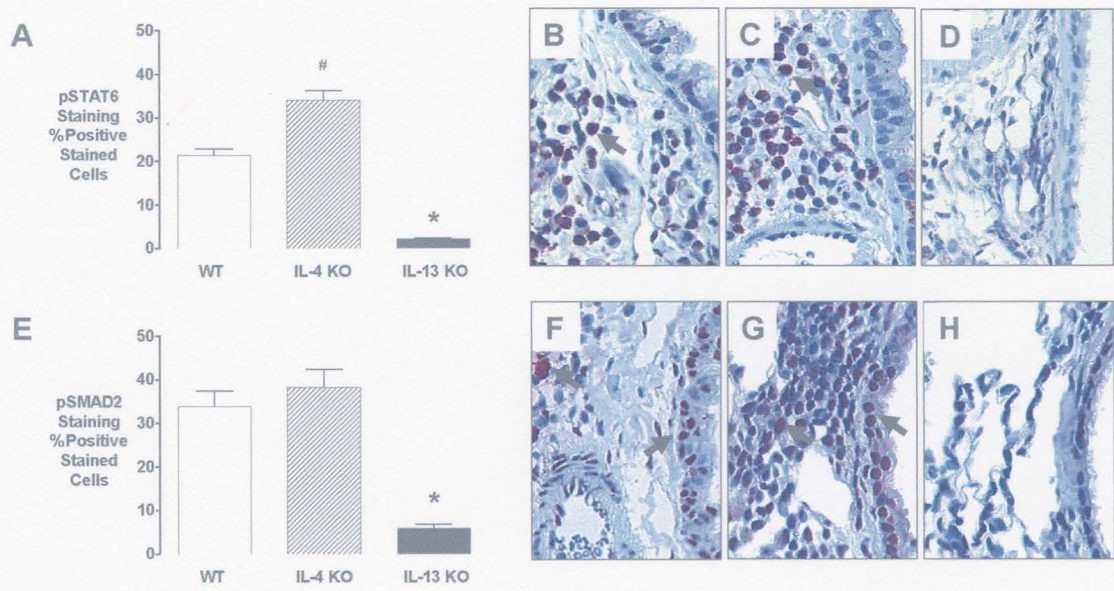 A
pSTAT6
Staining
%Positive
Stained
Cells
50
40
30
20
10
0
#
*
WT
IL-4 KO
IL-13 KO
B
C
D
E
pSMAD2
Staining
%Positive
Stained
Cells
50
40
30
20
10
0
*
WT
IL-4 KO
IL-13 KO
F
G
H